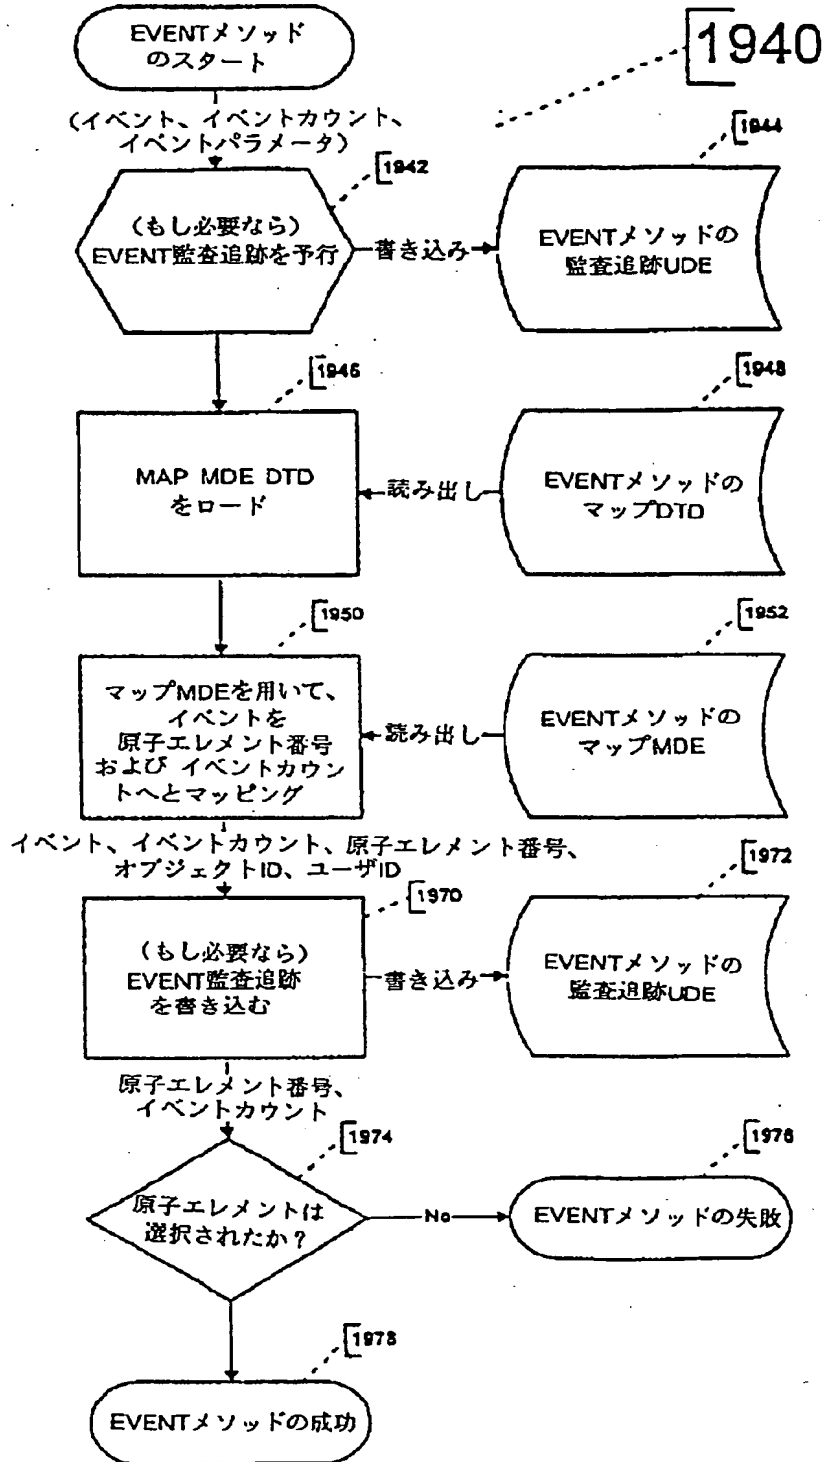 EVENTメソッド
のスタート
1940
(イベント、イベントカウント、
イベントパラメータ)
1942
1944
(もし必要なら)
EVENT監査追跡を予行
書き込み
EVENTメソッドの
監査追跡UDE
1946
1948
MAP MDE DTD
をロード
読み出し
EVENTメソッドの
マップDTD
1950
1952
マップMDEを用いて、
イベントを
原子エレメント番号
および イベントカウン
トへとマッピング
読み出し
EVENTメソッドの
マップMDE
イベント、イベントカウント、原子エレメント番号、
オブジェクトID、ユーザID
1970
1972
(もし必要なら)
EVENT監査追跡
を書き込む
書き込み
EVENTメソッドの
監査追跡UDE
原子エレメント番号、
イベントカウント
1974
1976
原子エレメントは
選択されたか?
No
EVENTメソッドの失敗
1978
EVENTメソッドの成功